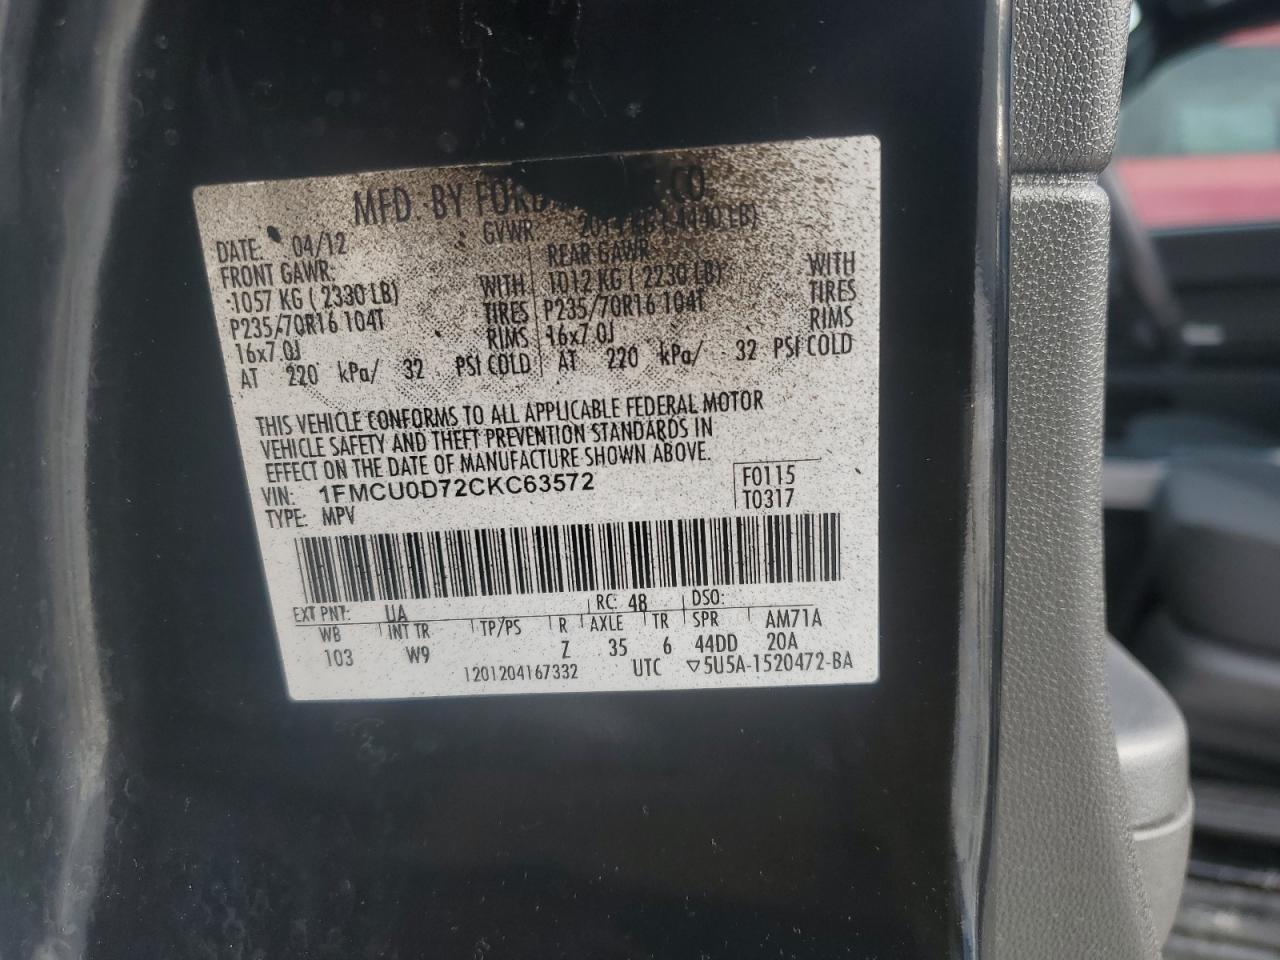 MFD BY FORD CO
DATE: 04/12 GVWR: (4440 LB)
FRONT GAWR: REAR GAWR
1057 KG ( 2330 LB) WITH 1012 KG ( 2230 LB) WITH
P235/70R16 104T TIRES P235/70R16 104T TIRES
16x7.0J RIMS 16x7.0J RIMS
AT 220 kPa/ 32 PSI COLD AT 220 kPa/ 32 PSI COLD
THIS VEHICLE CONFORMS TO ALL APPLICABLE FEDERAL MOTOR
VEHICLE SAFETY AND THEFT PREVENTION STANDARDS IN
EFFECT ON THE DATE OF MANUFACTURE SHOWN ABOVE.
VIN: 1FMCU0D72CKC63572 F0115
TYPE: MPV T0317
EXT PNT: UA RC: 48 DSO:
WB INT TR TP/PS R AXLE TR SPR AM71A
103 W9 Z 35 6 44DD 20A
1201204167332 UTC ▽5U5A-1520472-BA